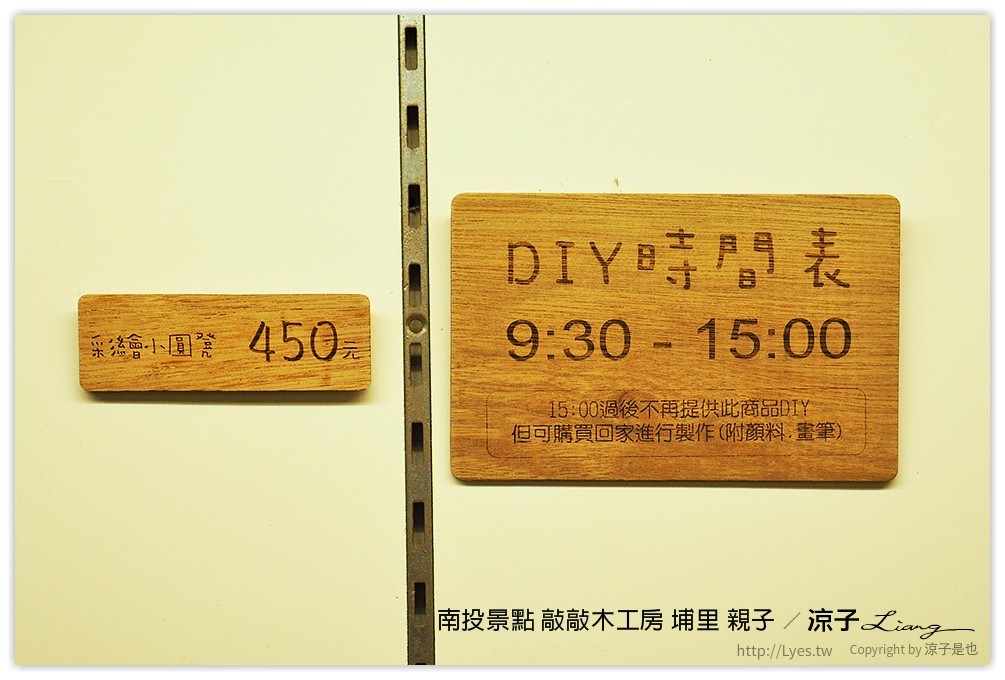 彩繪小圓凳 450元
DIY時間表
9:30 - 15:00
15:00過後不再提供此商品DIY
但可購買回家進行製作(附顏料.畫筆)
南投景點 敲敲木工房 埔里 親子 ／涼子 Liang
http://Lyes.tw Copyright by 涼子是也